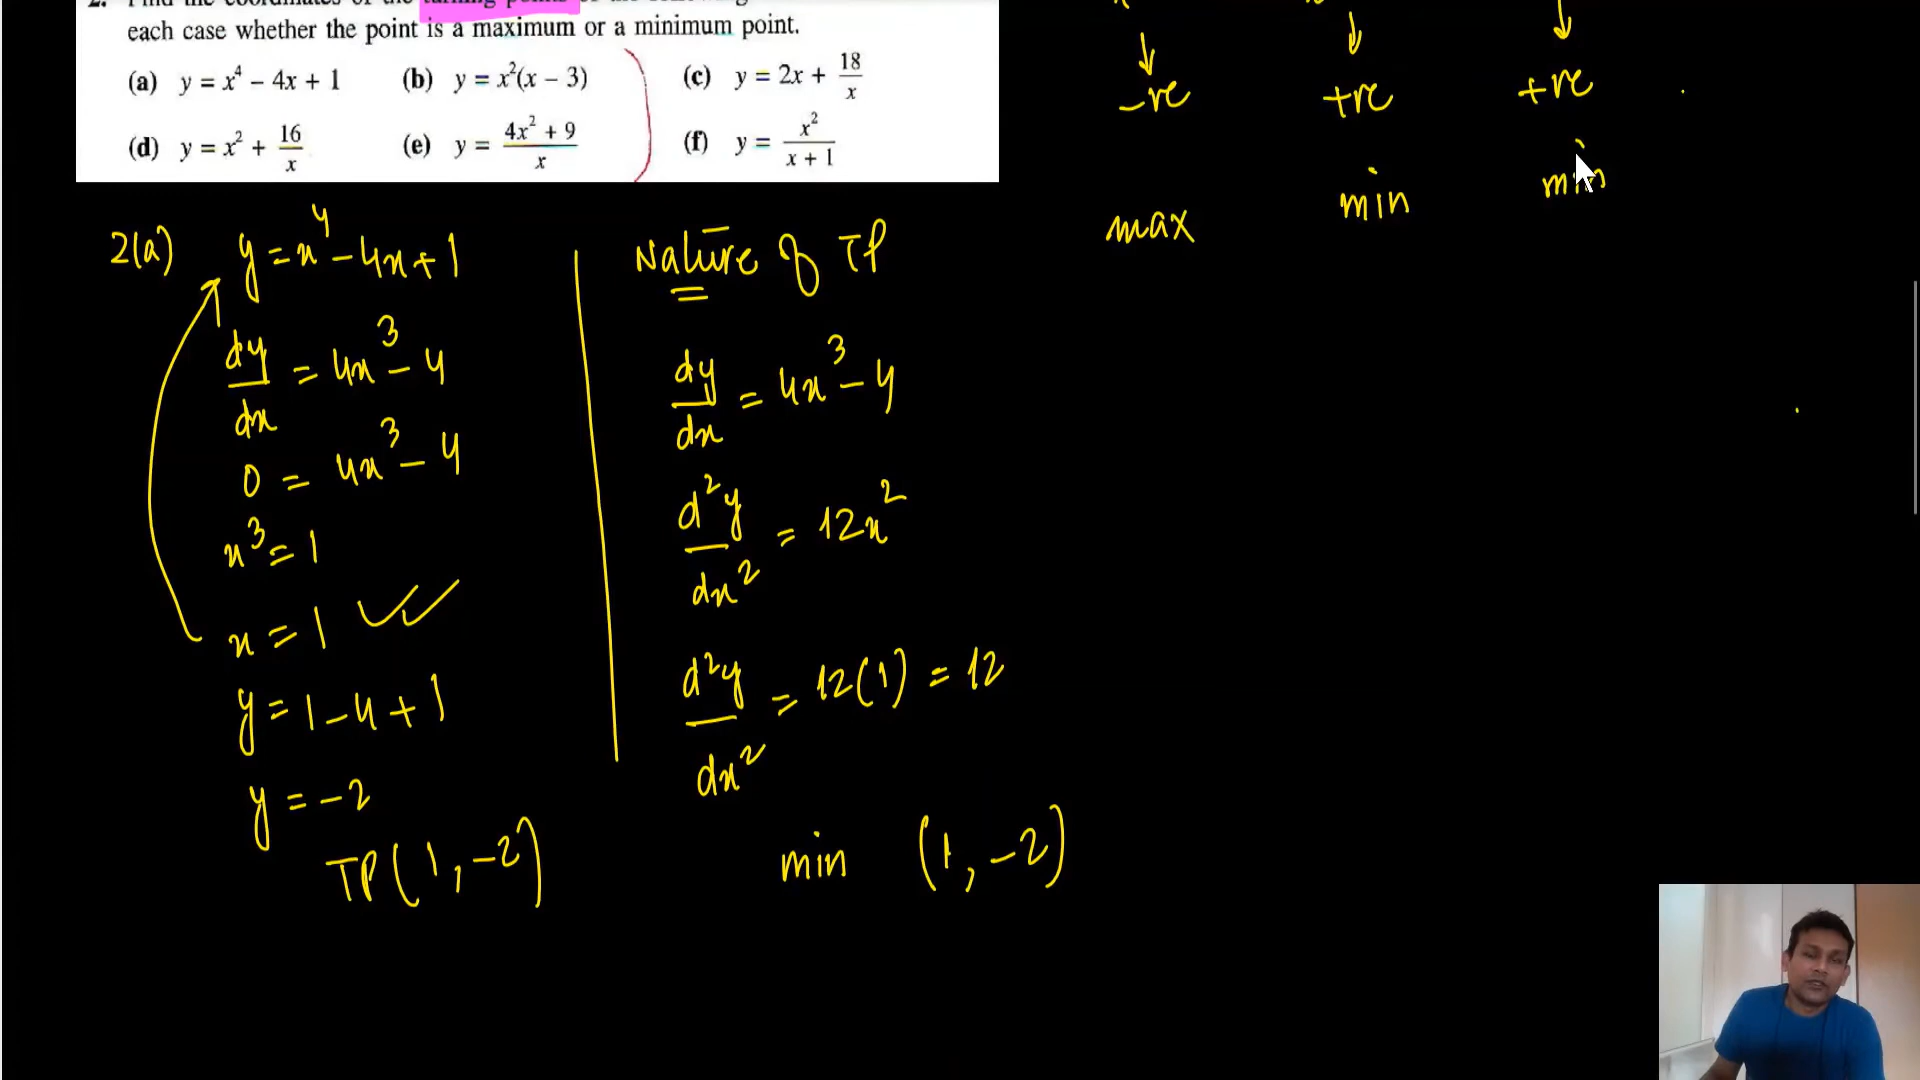 each case whether the point is a maximum or a minimum point.
(a) y = x⁴ − 4x + 1 (b) y = x²(x − 3) (c) y = 2x + 18/x
(d) y = x² + 16/x (e) y = (4x² + 9)/x (f) y = x²/(x + 1)
-ve +ve +ve
max min min
2(a) y = x⁴ - 4x + 1
dy/dx = 4x³ - 4
0 = 4x³ - 4
x³ = 1
x = 1
y = 1 - 4 + 1
y = -2
TP(1, -2)
Nature of TP
dy/dx = 4x³ - 4
d²y/dx² = 12x²
d²y/dx² = 12(1) = 12
min (1, -2)